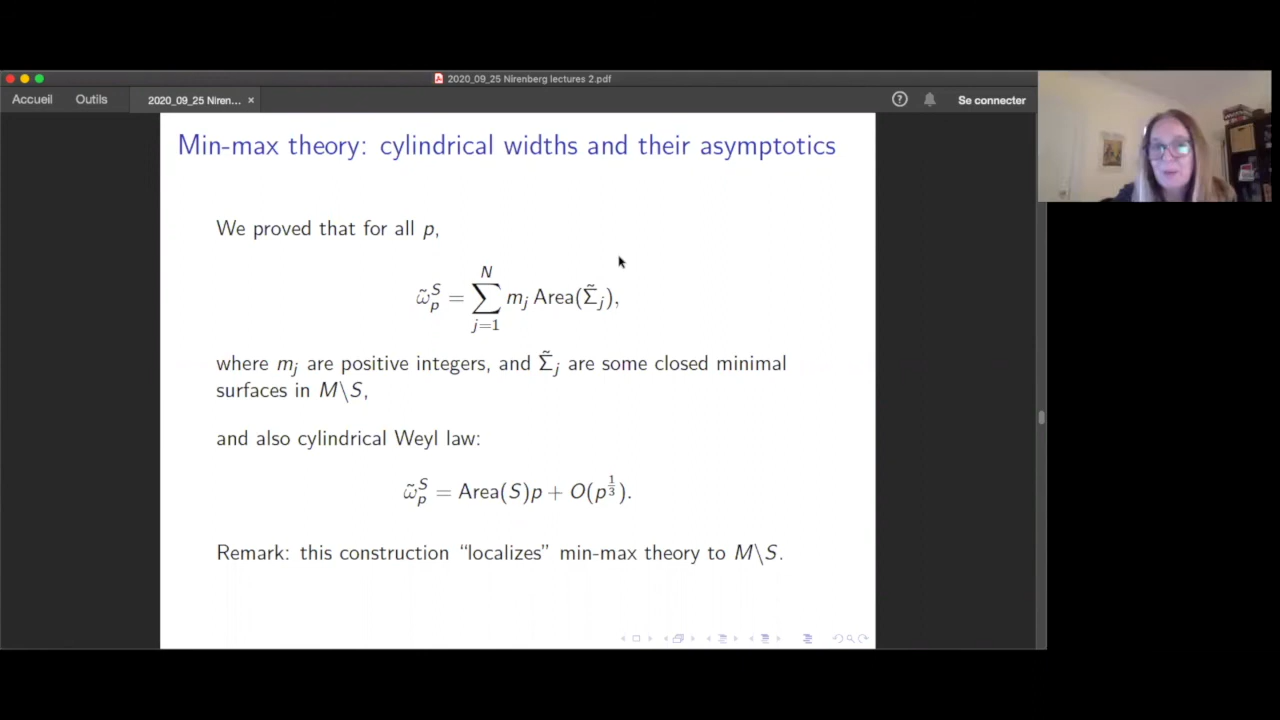 2020_09_25 Nirenberg lectures 2.pdf
Accueil Outils 2020_09_25 Niren... × Se connecter
Min-max theory: cylindrical widths and their asymptotics
We proved that for all p,
ω̃ₚˢ = ∑_{j=1}^{N} mⱼ Area(Σ̃ⱼ),
where mⱼ are positive integers, and Σ̃ⱼ are some closed minimal
surfaces in M\S,
and also cylindrical Weyl law:
ω̃ₚˢ = Area(S)p + O(p^{1/3}).
Remark: this construction “localizes” min-max theory to M\S.